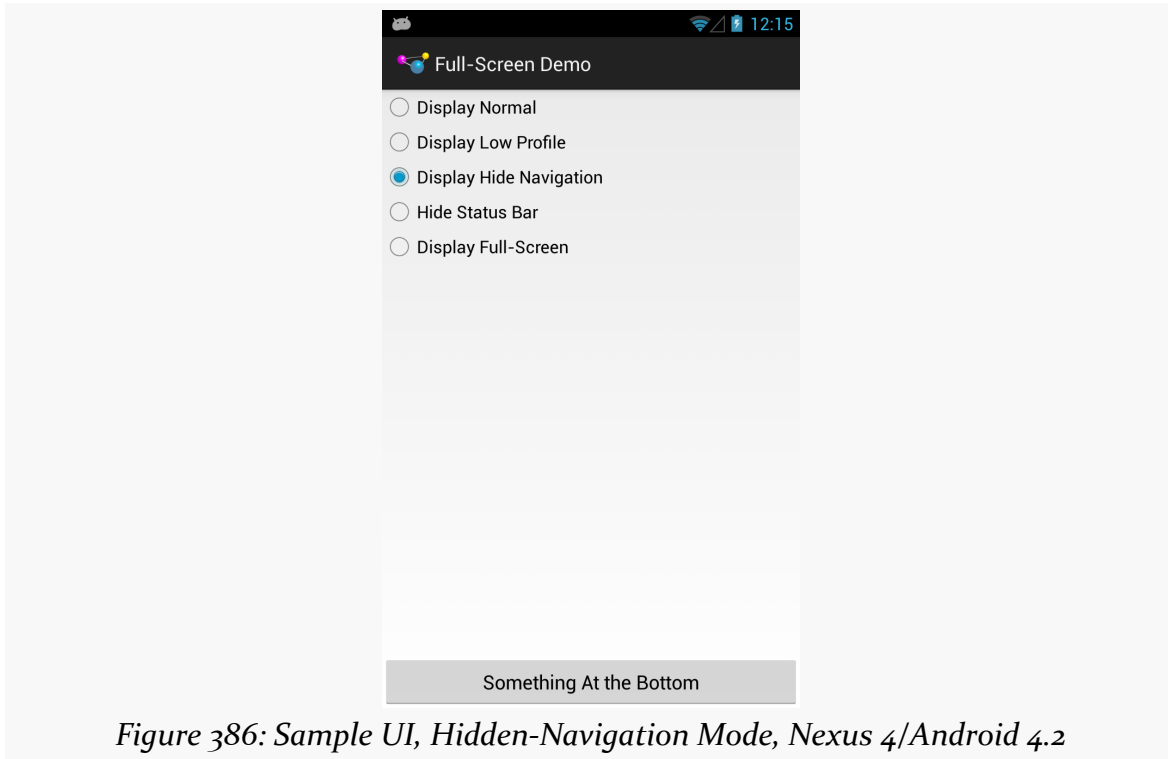 12:15
Full-Screen Demo
Display Normal
Display Low Profile
Display Hide Navigation
Hide Status Bar
Display Full-Screen
Something At the Bottom
Figure 386: Sample UI, Hidden-Navigation Mode, Nexus 4/Android 4.2